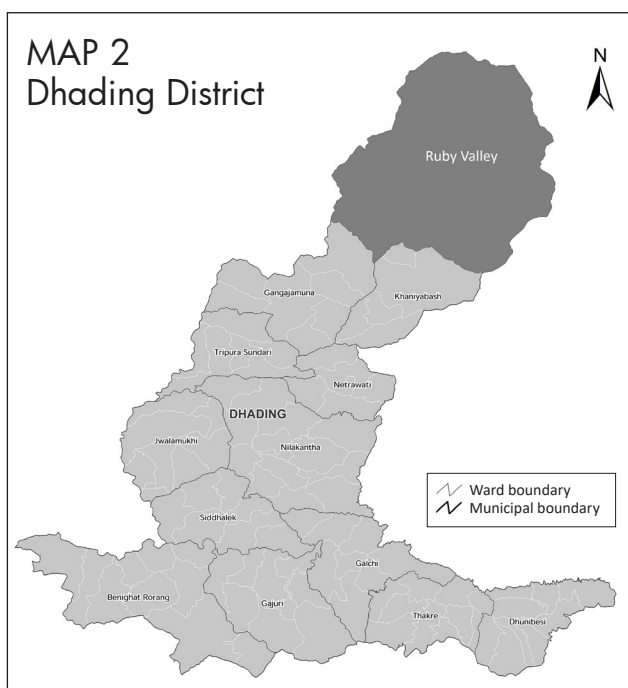 MAP 2
Dhading District
N
Ruby Valley
Gangajamuna
Khaniyabash
Tripura Sundari
Netrawati
DHADING
Jwalamukhi
Nilakantha
Siddhalek
Ward boundary
Municipal boundary
Galchi
Benighat Rorang
Gajuri
Thakre
Dhunibesi